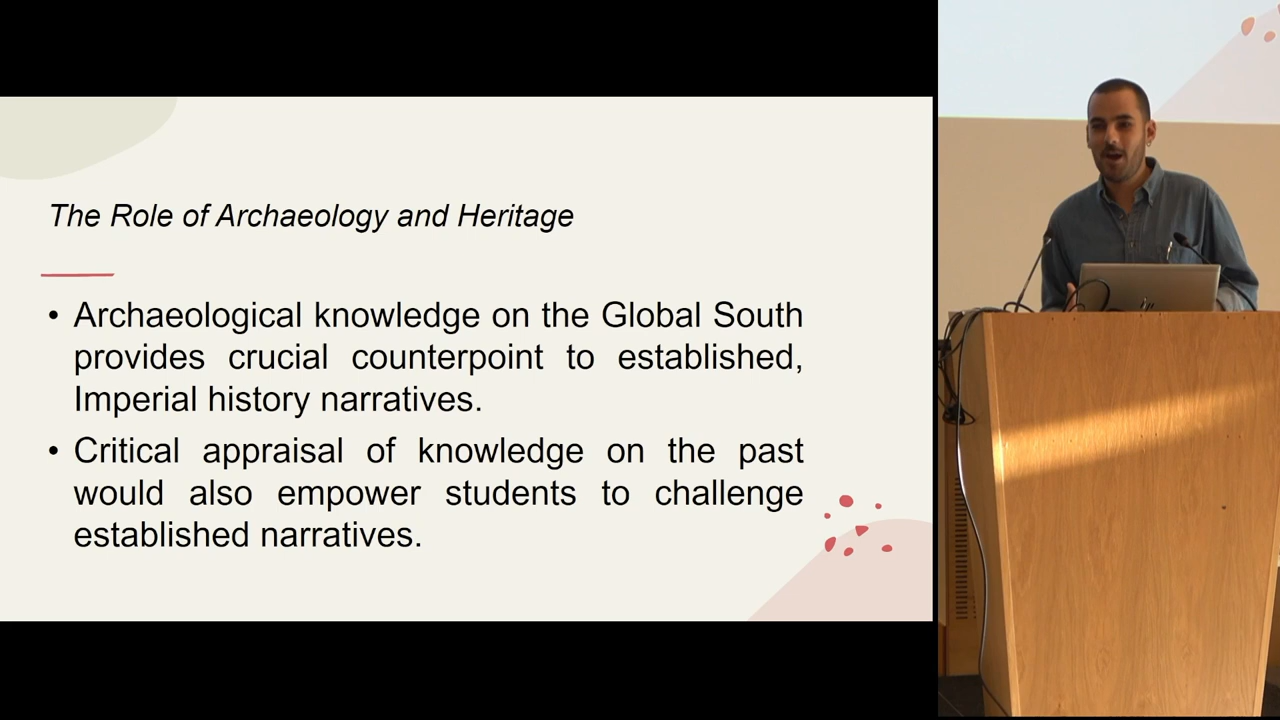 The Role of Archaeology and Heritage
• Archaeological knowledge on the Global South
provides crucial counterpoint to established,
Imperial history narratives.
• Critical appraisal of knowledge on the past
would also empower students to challenge
established narratives.
hp